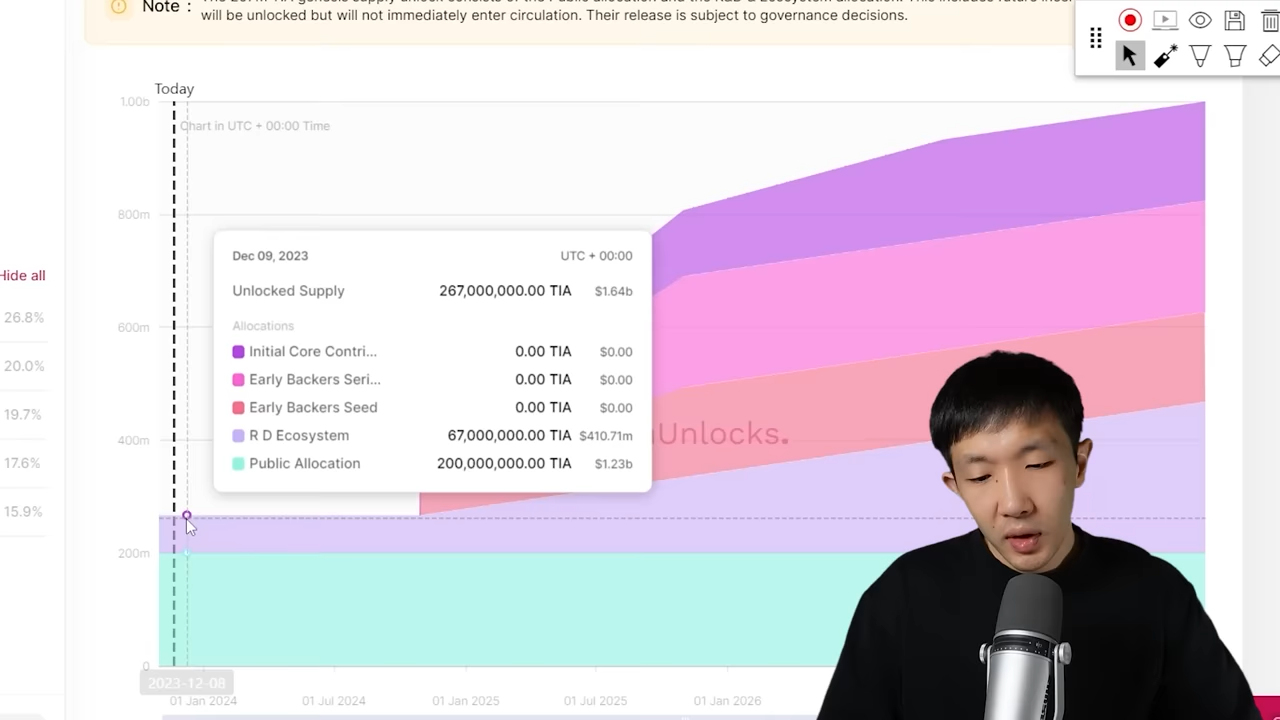 Note :
will be unlocked but will not immediately enter circulation. Their release is subject to governance decisions.
Today
1.00b
Chart in UTC + 00:00 Time
800m
600m
400m
200m
0
Hide all
26.8%
20.0%
19.7%
17.6%
15.9%
Dec 09, 2023 UTC + 00:00
Unlocked Supply 267,000,000.00 TIA $1.64b
Allocations
Initial Core Contri... 0.00 TIA $0.00
Early Backers Seri... 0.00 TIA $0.00
Early Backers Seed 0.00 TIA $0.00
R D Ecosystem 67,000,000.00 TIA $410.71m
Public Allocation 200,000,000.00 TIA $1.23b
Unlocks.
2023-12-08
01 Jan 2024 01 Jul 2024 01 Jan 2025 01 Jul 2025 01 Jan 2026